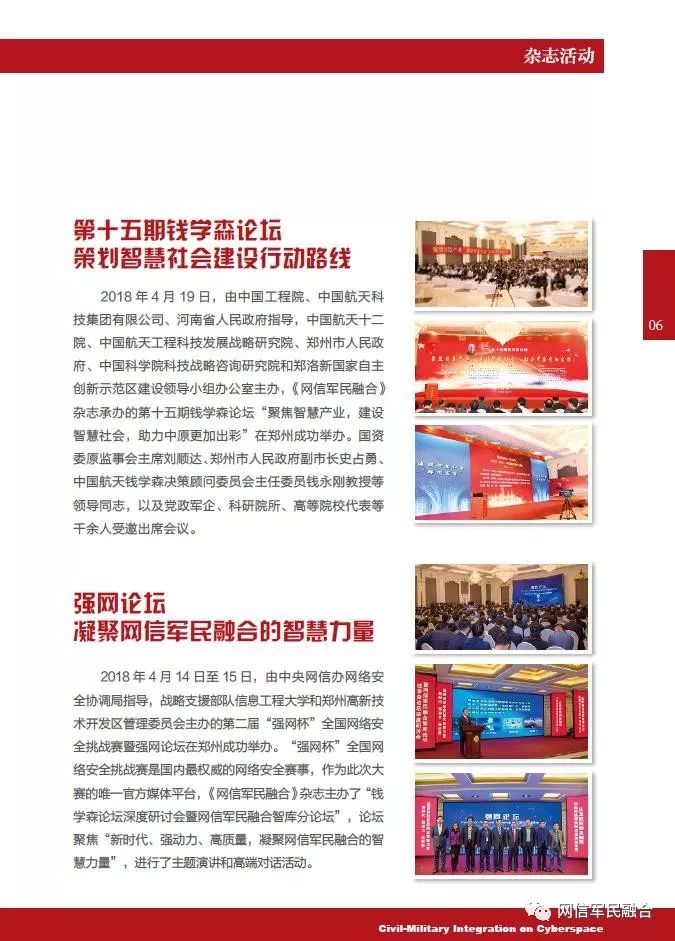 杂志活动
第十五期钱学森论坛
策划智慧社会建设行动路线
2018 年 4 月 19 日，由中国工程院、中国航天科
技集团有限公司、河南省人民政府指导，中国航天十二
院、中国航天工程科技发展战略研究院、郑州市人民政
府、中国科学院科技战略咨询研究院和郑洛新国家自主
创新示范区建设领导小组办公室主办，《网信军民融合》
杂志承办的第十五期钱学森论坛“聚焦智慧产业，建设
智慧社会，助力中原更加出彩”在郑州成功举办。国资
委原监事会主席刘顺达、郑州市人民政府副市长史占勇、
中国航天钱学森决策顾问委员会主任委员钱永刚教授等
领导同志，以及党政军企、科研院所、高等院校代表等
千余人受邀出席会议。
06
强网论坛
凝聚网信军民融合的智慧力量
2018 年 4 月 14 日至 15 日，由中央网信办网络安
全协调局指导，战略支援部队信息工程大学和郑州高新技
术开发区管理委员会主办的第二届“强网杯”全国网络安
全挑战赛暨强网论坛在郑州成功举办。“强网杯”全国网
络安全挑战赛是国内最权威的网络安全赛事，作为此次大
赛的唯一官方媒体平台，《网信军民融合》杂志主办了“钱
学森论坛深度研讨会暨网信军民融合智库分论坛”，论坛
聚焦“新时代、强动力、高质量，凝聚网信军民融合的智
慧力量”，进行了主题演讲和高端对话活动。
强网论坛
网信军民融合
Civil-Military Integration on Cyberspace